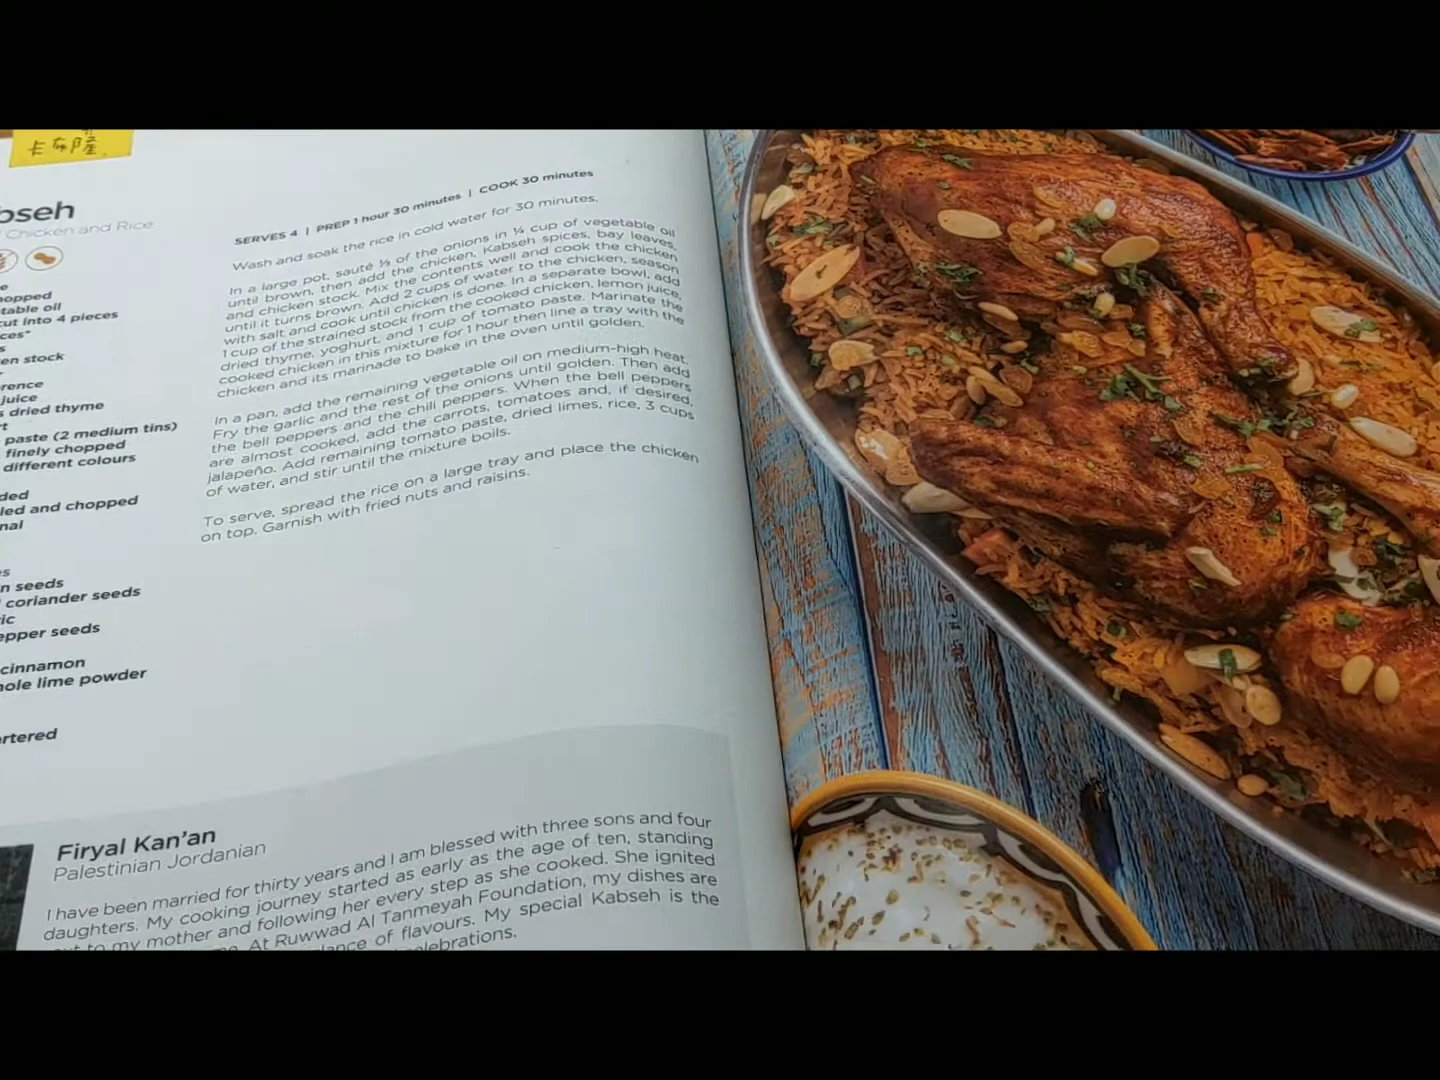 bseh
Chicken and Rice
e
opped
table oil
cut into 4 pieces
ces*
s
en stock
rence
juice
s dried thyme
rt
paste (2 medium tins)
finely chopped
different colours
ded
led and chopped
nal
es
n seeds
coriander seeds
ric
epper seeds
cinnamon
ole lime powder
rtered
SERVES 4 | PREP 1 hour 30 minutes | COOK 30 minutes
Wash and soak the rice in cold water for 30 minutes.
In a large pot, sauté ⅓ of the onions in ¼ cup of vegetable oil
until brown, then add the chicken, Kabseh spices, bay leaves,
and chicken stock. Mix the contents well and cook the chicken
until it turns brown. Add 2 cups of water to the chicken, season
with salt and cook until chicken is done. In a separate bowl, add
1 cup of the strained stock from the cooked chicken, lemon juice,
dried thyme, yoghurt, and 1 cup of tomato paste. Marinate the
cooked chicken in this mixture for 1 hour then line a tray with the
chicken and its marinade to bake in the oven until golden.
In a pan, add the remaining vegetable oil on medium-high heat.
Fry the garlic and the rest of the onions until golden. Then add
the bell peppers and the chili peppers. When the bell peppers
are almost cooked, add the carrots, tomatoes and, if desired,
jalapeño. Add remaining tomato paste, dried limes, rice, 3 cups
of water, and stir until the mixture boils.
To serve, spread the rice on a large tray and place the chicken
on top. Garnish with fried nuts and raisins.
Firyal Kan'an
Palestinian Jordanian
I have been married for thirty years and I am blessed with three sons and four
daughters. My cooking journey started as early as the age of ten, standing
to my mother and following her every step as she cooked. She ignited
At Ruwwad Al Tanmeyah Foundation, my dishes are
of flavours. My special Kabseh is the
elebrations.